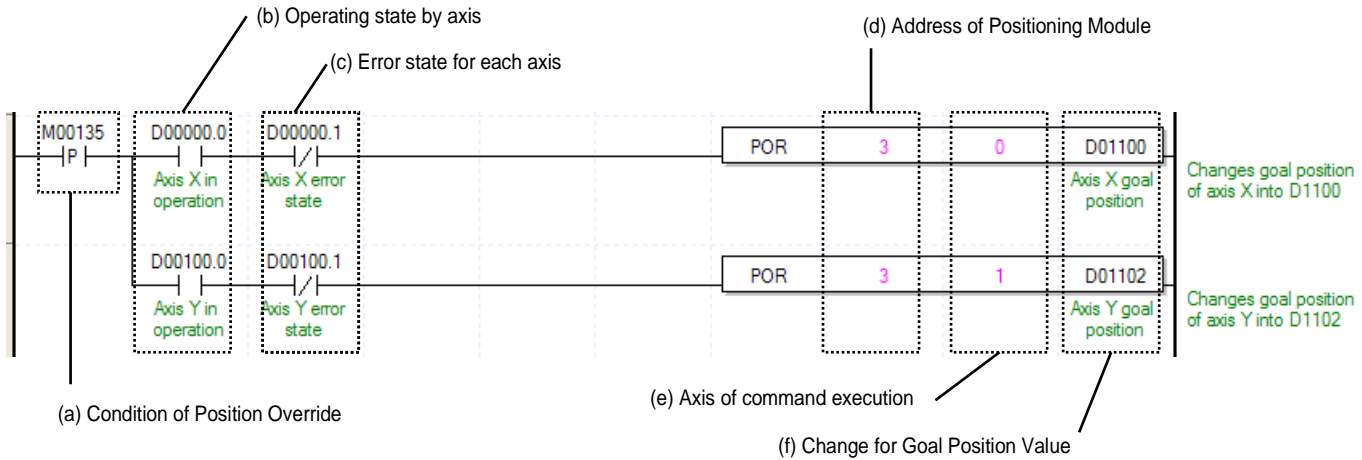 (b) Operating state by axis
(d) Address of Positioning Module
(c) Error state for each axis
M00135
D00000.0
D00000.1
P
POR
3
0
D01100
Axis X in
operation
Axis X error
state
Axis X goal
position
Changes goal position
of axis X into D1100
D00100.0
D00100.1
POR
3
1
D01102
Axis Y in
operation
Axis Y error
state
Axis Y goal
position
Changes goal position
of axis Y into D1102
(e) Axis of command execution
(a) Condition of Position Override
(f) Change for Goal Position Value